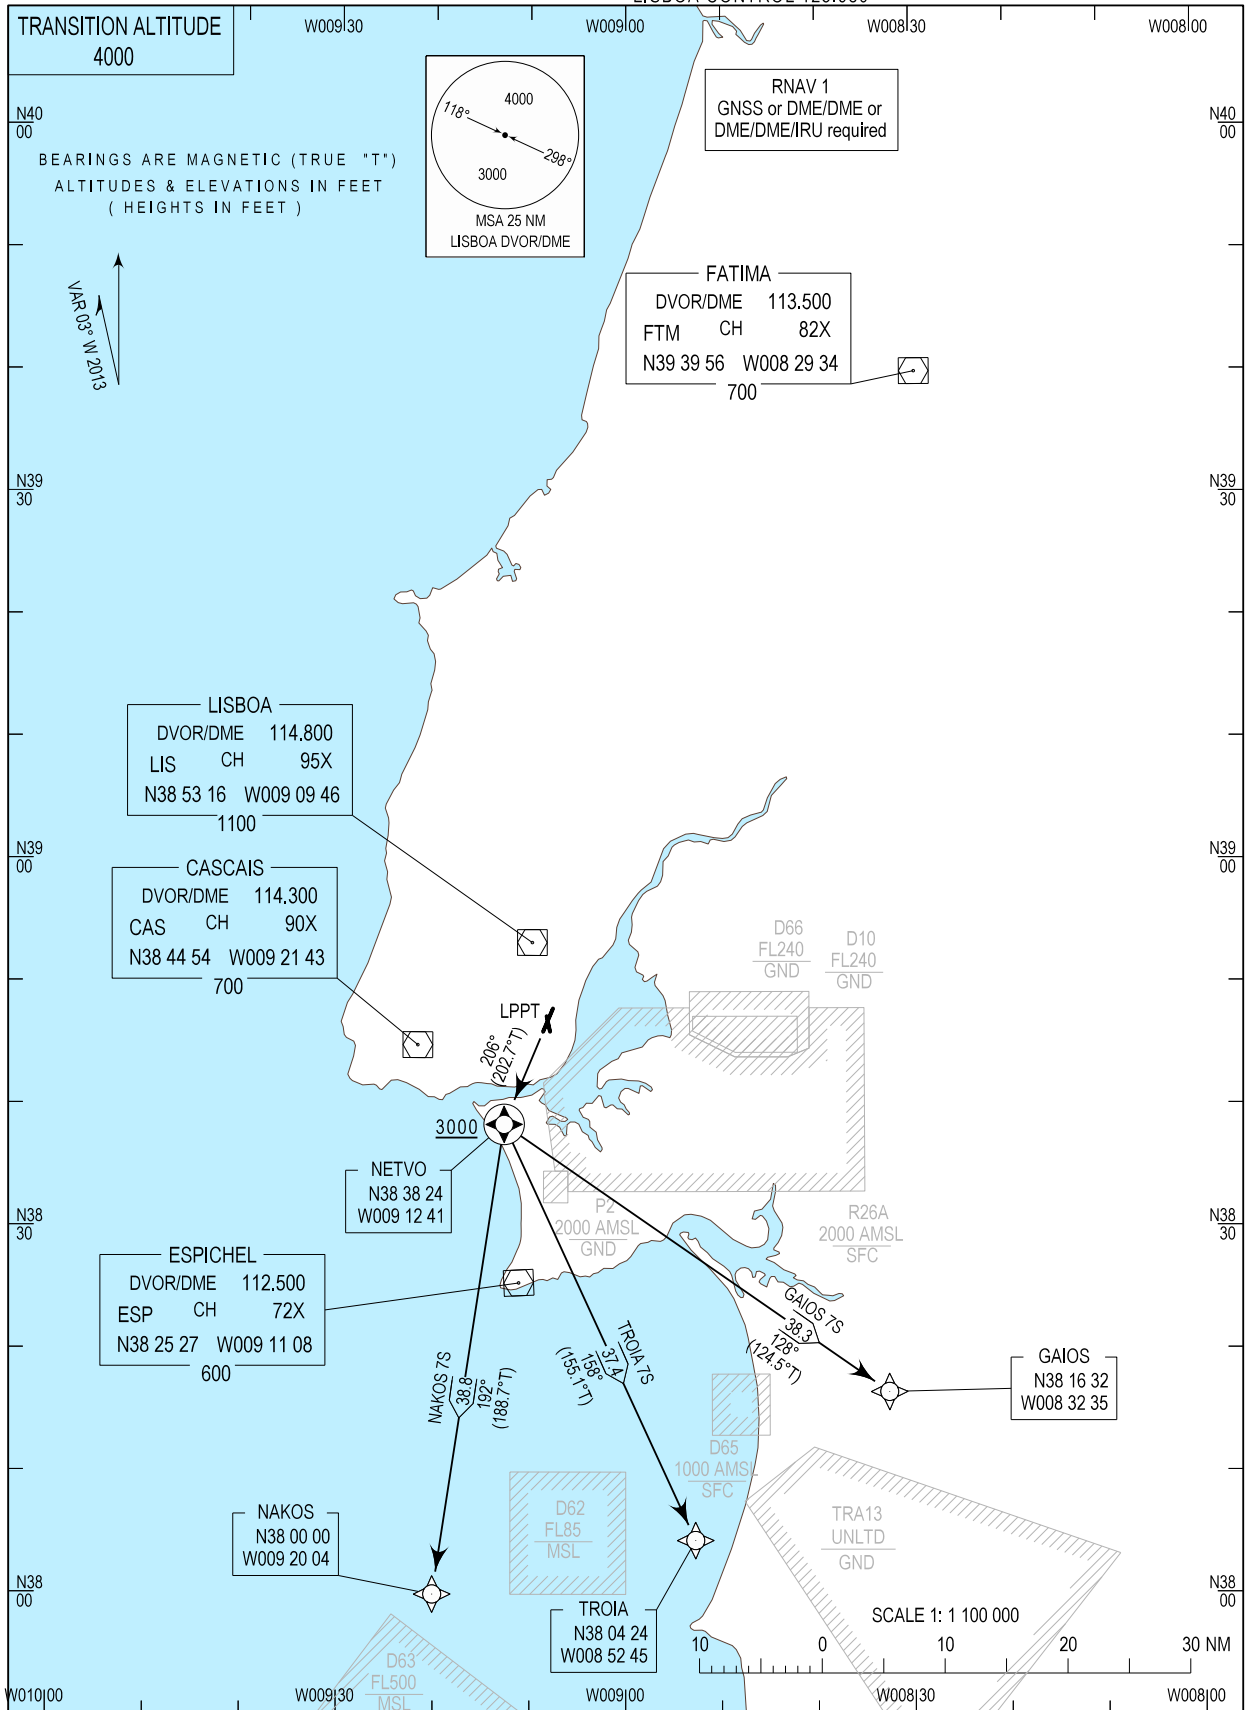 TRANSITION ALTITUDE
4000
W009 30
W009 00
W008 30
W008 00
N40
00
N40
00
118°
4000
298°
3000
MSA 25 NM
LISBOA DVOR/DME
RNAV 1
GNSS or DME/DME or
DME/DME/IRU required
BEARINGS ARE MAGNETIC (TRUE "T")
ALTITUDES & ELEVATIONS IN FEET
( HEIGHTS IN FEET )
VAR 03° W 2013
FATIMA
DVOR/DME 113.500
FTM CH 82X
N39 39 56 W008 29 34
700
N39
30
N39
30
LISBOA
DVOR/DME 114.800
LIS CH 95X
N38 53 16 W009 09 46
1100
N39
00
N39
00
CASCAIS
DVOR/DME 114.300
CAS CH 90X
N38 44 54 W009 21 43
700
D66
FL240
GND
D10
FL240
GND
LPPT
206°
(202.7°T)
3000
NETVO
N38 38 24
W009 12 41
P2
2000 AMSL
GND
R26A
2000 AMSL
SFC
N38
30
N38
30
ESPICHEL
DVOR/DME 112.500
ESP CH 72X
N38 25 27 W009 11 08
600
NAKOS 7S
38.8
192°
(188.7°T)
TROIA 7S
37.4
158°
(155.1°T)
GAIOS 7S
38.3
128°
(124.5°T)
GAIOS
N38 16 32
W008 32 35
D65
1000 AMSL
SFC
D62
FL85
MSL
TRA13
UNLTD
GND
NAKOS
N38 00 00
W009 20 04
N38
00
N38
00
TROIA
N38 04 24
W008 52 45
SCALE 1: 1 100 000
10 0 10 20 30 NM
D63
FL500
MSL
W010 00
W009 30
W009 00
W008 30
W008 00